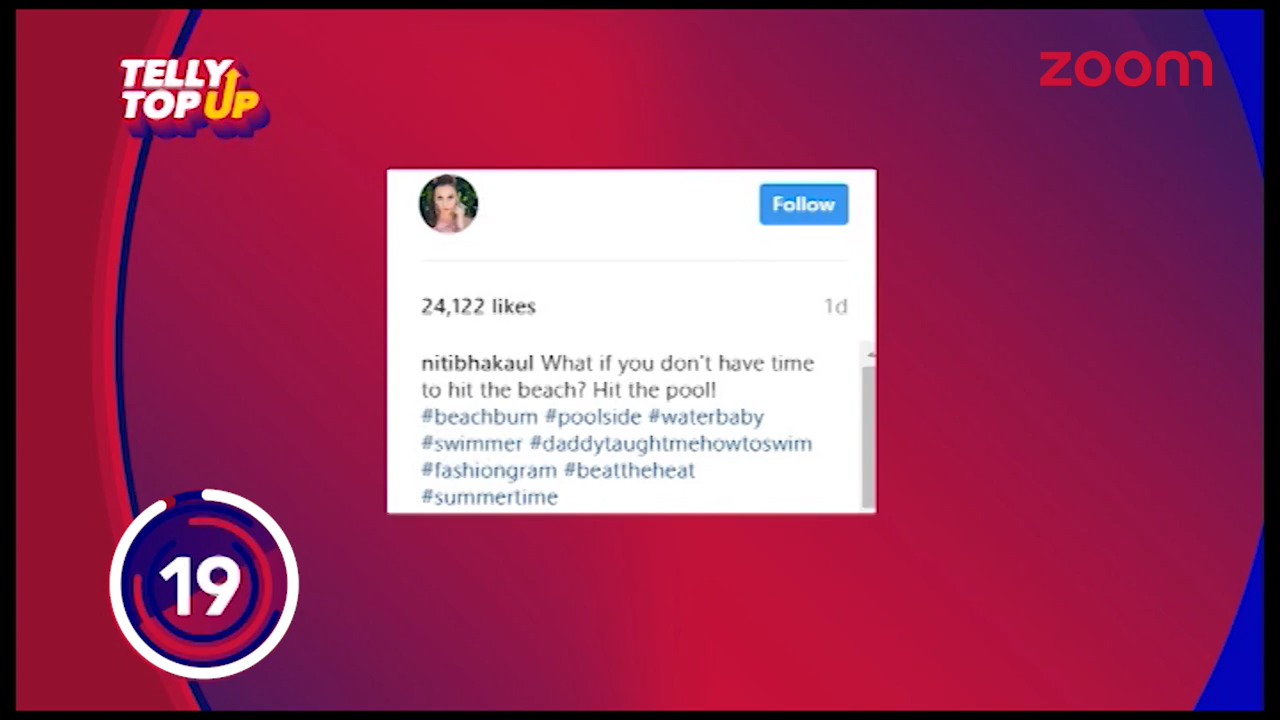 TELLY
TOP UP
zoom
Follow
24,122 likes
1d
nitibhakaul What if you don't have time
to hit the beach? Hit the pool!
#beachbum #poolside #waterbaby
#swimmer #daddytaughtmehowtoswim
#fashiongram #beattheheat
#summertime
19